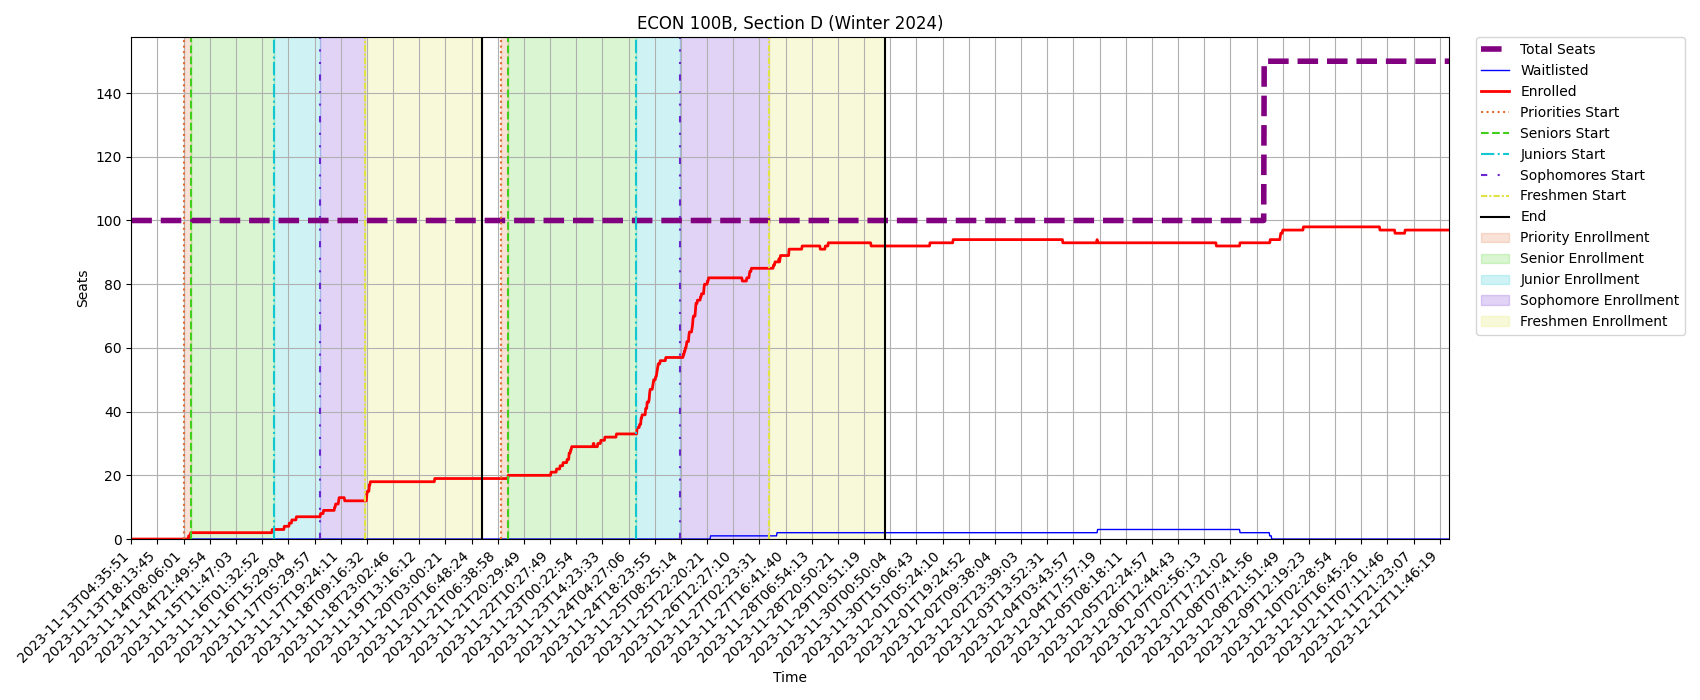 ECON 100B, Section D (Winter 2024)
Seats
140
120
100
80
60
40
20
0
2023-11-13T04:35:51
2023-11-13T18:13:45
2023-11-14T08:06:01
2023-11-14T21:49:54
2023-11-15T11:47:03
2023-11-16T01:32:52
2023-11-16T15:29:04
2023-11-17T05:29:57
2023-11-17T19:24:11
2023-11-18T09:16:32
2023-11-18T23:02:46
2023-11-19T13:16:12
2023-11-20T03:00:21
2023-11-20T16:48:24
2023-11-21T06:38:58
2023-11-21T20:29:49
2023-11-22T10:27:49
2023-11-23T00:22:54
2023-11-23T14:23:33
2023-11-24T04:27:06
2023-11-24T18:23:55
2023-11-25T08:25:14
2023-11-25T22:20:21
2023-11-26T12:27:10
2023-11-27T02:23:31
2023-11-27T16:41:40
2023-11-28T06:54:13
2023-11-28T20:50:21
2023-11-29T10:51:19
2023-11-30T00:50:04
2023-11-30T15:06:43
2023-12-01T05:24:10
2023-12-01T19:24:52
2023-12-02T09:38:04
2023-12-02T23:39:03
2023-12-03T13:52:31
2023-12-04T03:43:57
2023-12-04T17:57:19
2023-12-05T08:18:11
2023-12-05T22:24:57
2023-12-06T12:44:43
2023-12-07T02:56:13
2023-12-07T17:21:02
2023-12-08T07:41:56
2023-12-08T21:51:49
2023-12-09T12:19:23
2023-12-10T02:28:54
2023-12-10T16:45:26
2023-12-11T07:11:46
2023-12-11T21:23:07
2023-12-12T11:46:19
Time
Total Seats
Waitlisted
Enrolled
Priorities Start
Seniors Start
Juniors Start
Sophomores Start
Freshmen Start
End
Priority Enrollment
Senior Enrollment
Junior Enrollment
Sophomore Enrollment
Freshmen Enrollment